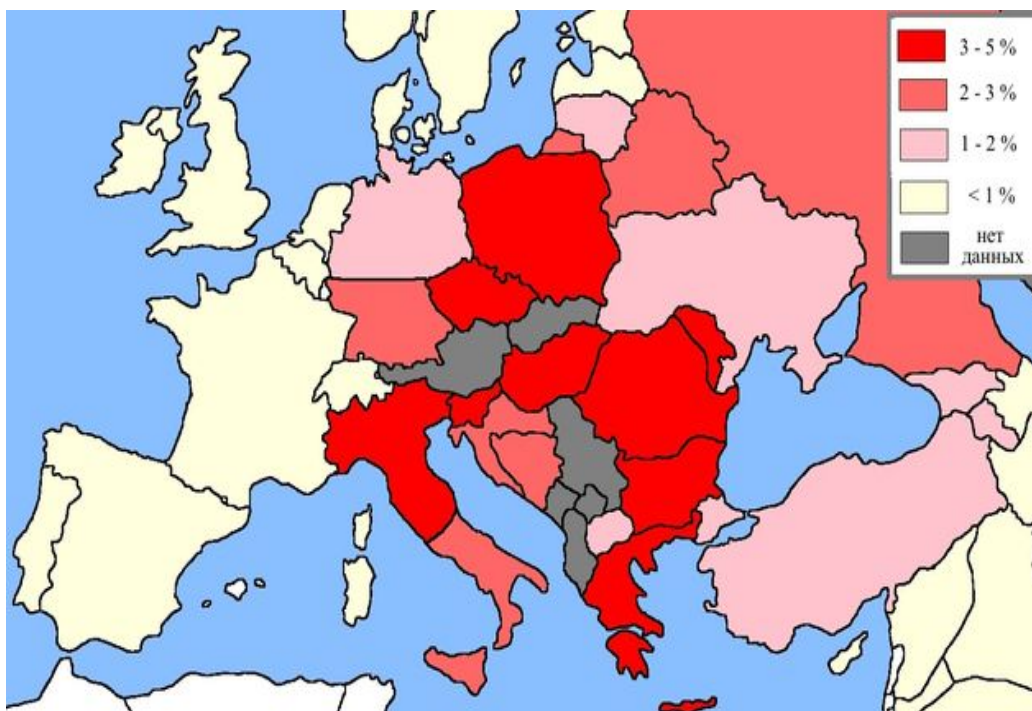 3 - 5 %
2 - 3 %
1 - 2 %
< 1 %
нет
данных